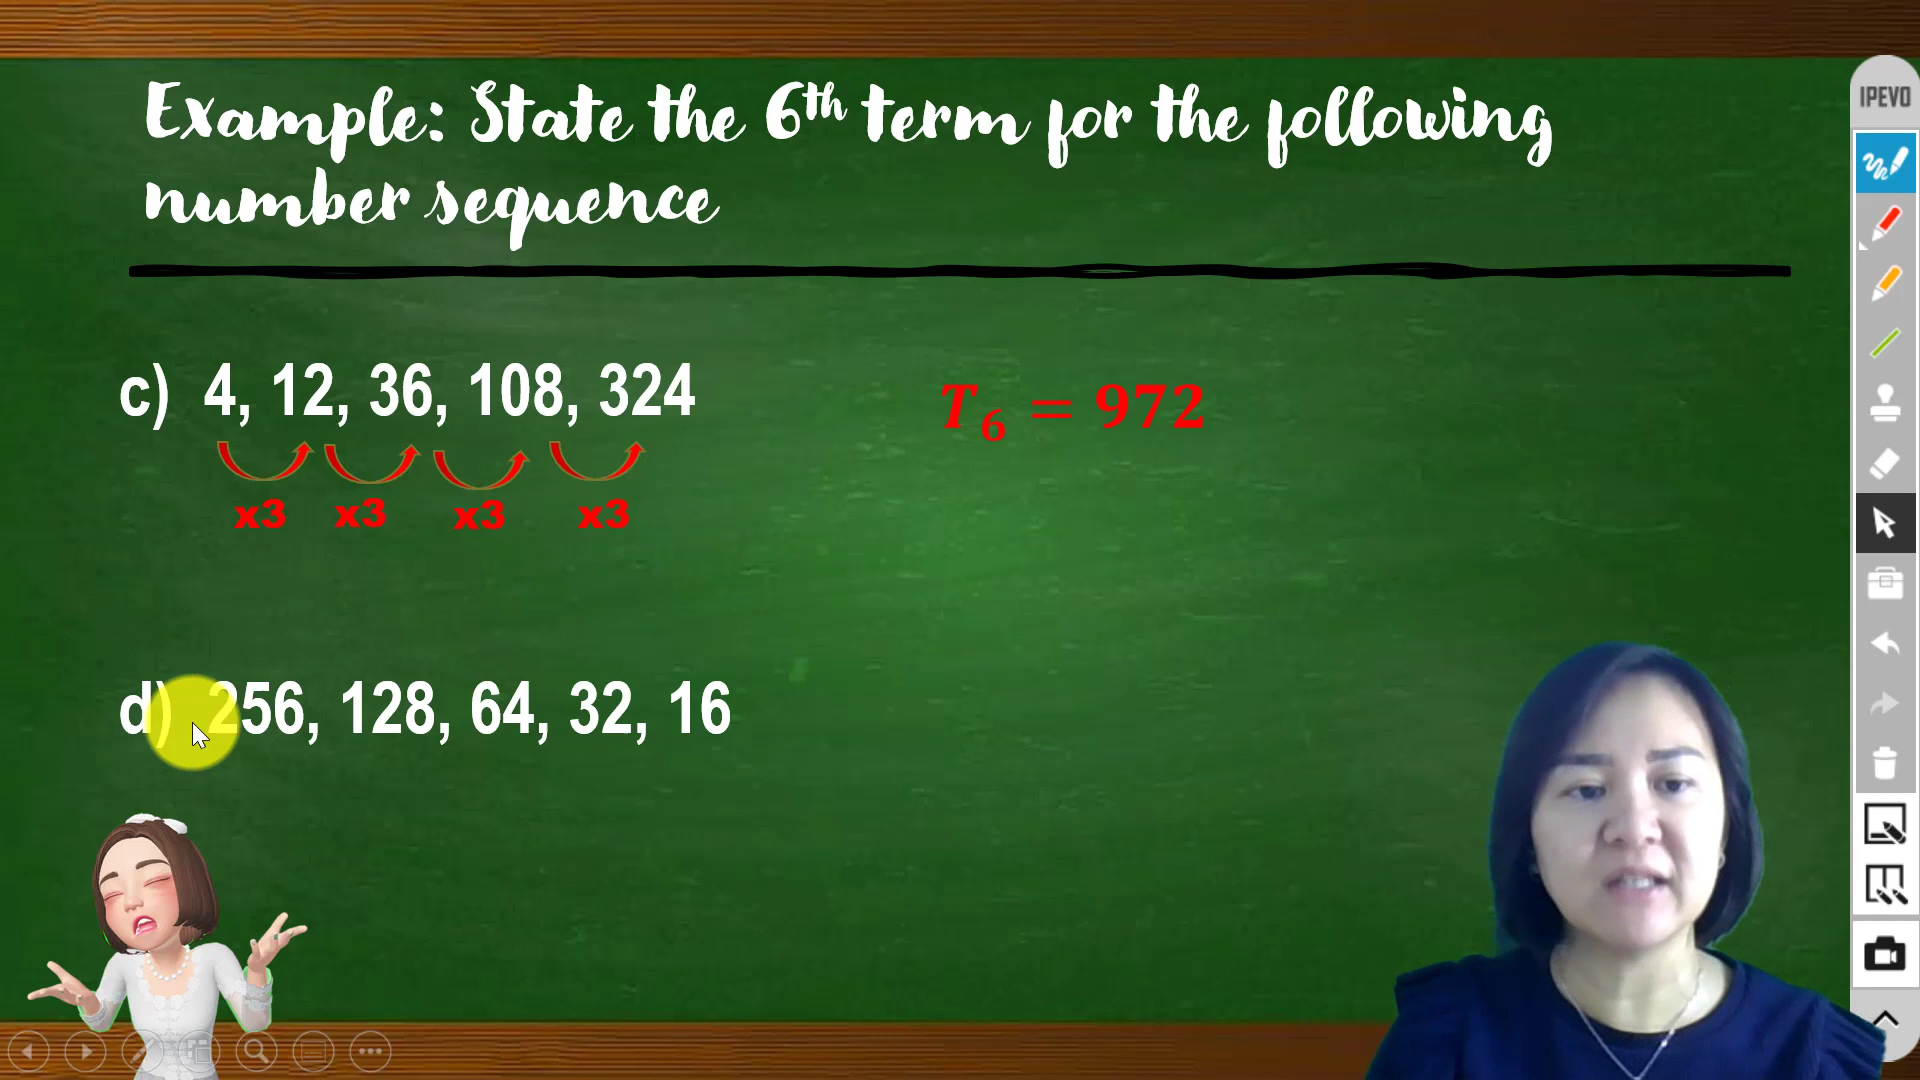 Example: State the 6th term for the following
number sequence
IPEVO
c) 4, 12, 36, 108, 324
T6 = 972
x3 x3 x3 x3
d) 256, 128, 64, 32, 16